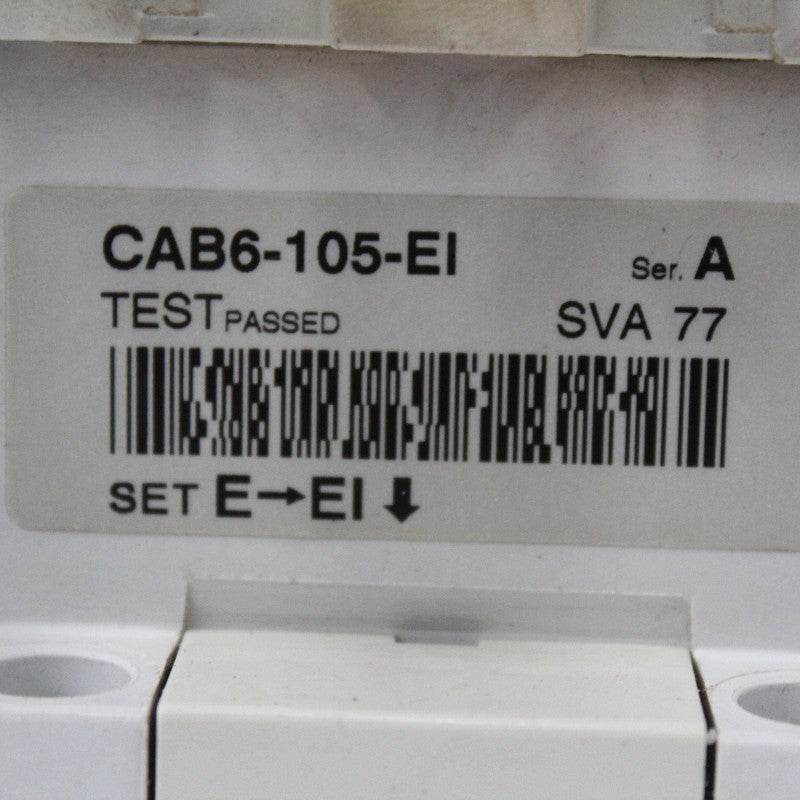 CAB6-105-EI Ser. A
TEST PASSED SVA 77
SET E→EI ⬇